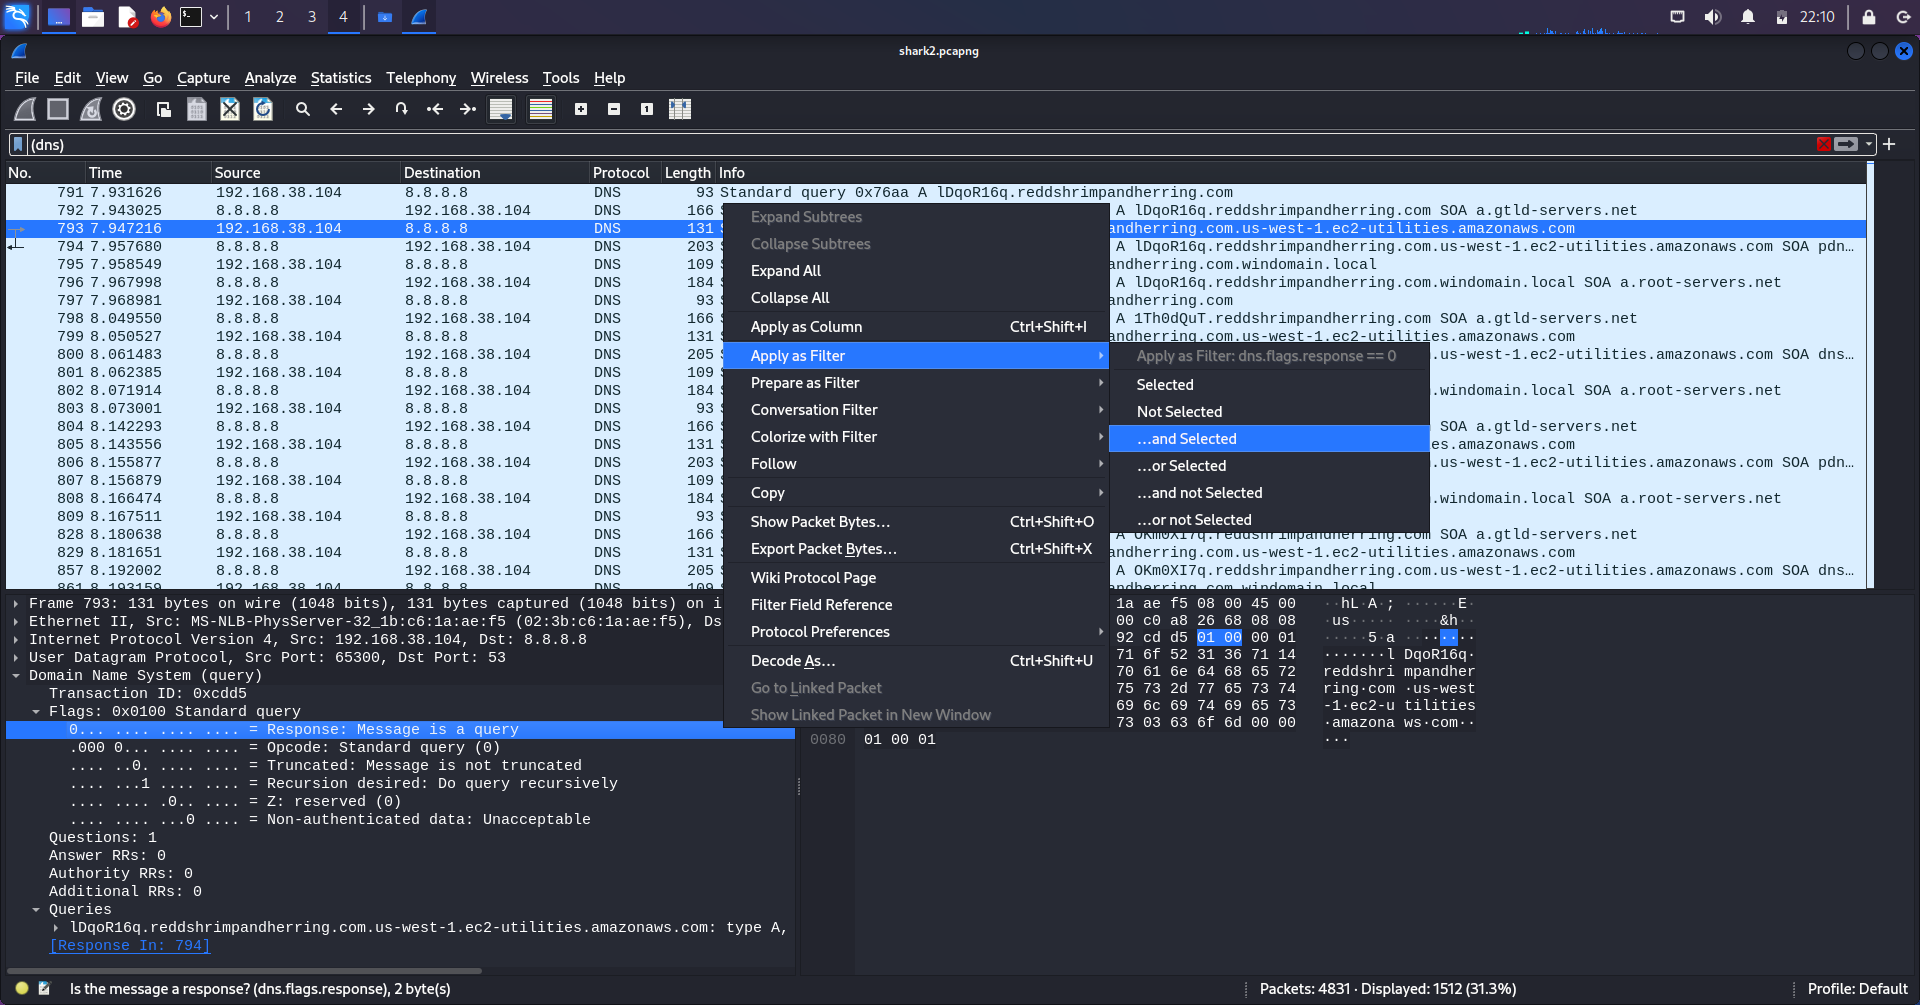 1 2 3 4 22:10
shark2.pcapng
File Edit View Go Capture Analyze Statistics Telephony Wireless Tools Help
(dns)
No. Time Source Destination Protocol Length Info
791 7.931626 192.168.38.104 8.8.8.8 DNS 93 Standard query 0x76aa A lDqoR16q.reddshrimpandherring.com
792 7.943025 8.8.8.8 192.168.38.104 DNS 166 A lDqoR16q.reddshrimpandherring.com SOA a.gtld-servers.net
793 7.947216 192.168.38.104 8.8.8.8 DNS 131 andherring.com.us-west-1.ec2-utilities.amazonaws.com
794 7.957680 8.8.8.8 192.168.38.104 DNS 203 A lDqoR16q.reddshrimpandherring.com.us-west-1.ec2-utilities.amazonaws.com SOA pdn…
795 7.958549 192.168.38.104 8.8.8.8 DNS 109 andherring.com.windomain.local
796 7.967998 8.8.8.8 192.168.38.104 DNS 184 A lDqoR16q.reddshrimpandherring.com.windomain.local SOA a.root-servers.net
797 7.968981 192.168.38.104 8.8.8.8 DNS 93 andherring.com
798 8.049550 8.8.8.8 192.168.38.104 DNS 166 A 1Th0dQuT.reddshrimpandherring.com SOA a.gtld-servers.net
799 8.050527 192.168.38.104 8.8.8.8 DNS 131 andherring.com.us-west-1.ec2-utilities.amazonaws.com
800 8.061483 8.8.8.8 192.168.38.104 DNS 205 .us-west-1.ec2-utilities.amazonaws.com SOA dns…
801 8.062385 192.168.38.104 8.8.8.8 DNS 109
802 8.071914 8.8.8.8 192.168.38.104 DNS 184 .windomain.local SOA a.root-servers.net
803 8.073001 192.168.38.104 8.8.8.8 DNS 93
804 8.142293 8.8.8.8 192.168.38.104 DNS 166 SOA a.gtld-servers.net
805 8.143556 192.168.38.104 8.8.8.8 DNS 131 es.amazonaws.com
806 8.155877 8.8.8.8 192.168.38.104 DNS 203 .us-west-1.ec2-utilities.amazonaws.com SOA pdn…
807 8.156879 192.168.38.104 8.8.8.8 DNS 109
808 8.166474 8.8.8.8 192.168.38.104 DNS 184 .windomain.local SOA a.root-servers.net
809 8.167511 192.168.38.104 8.8.8.8 DNS 93
828 8.180638 8.8.8.8 192.168.38.104 DNS 166 A OKm0XI7q.reddshrimpandherring.com SOA a.gtld-servers.net
829 8.181651 192.168.38.104 8.8.8.8 DNS 131 andherring.com.us-west-1.ec2-utilities.amazonaws.com
857 8.192002 8.8.8.8 192.168.38.104 DNS 205 A OKm0XI7q.reddshrimpandherring.com.us-west-1.ec2-utilities.amazonaws.com SOA dns…
861 8.193159 192.168.38.104 8.8.8.8 DNS 109 andherring.com.windomain.local
Expand Subtrees
Collapse Subtrees
Expand All
Collapse All
Apply as Column Ctrl+Shift+I
Apply as Filter
Prepare as Filter
Conversation Filter
Colorize with Filter
Follow
Copy
Show Packet Bytes… Ctrl+Shift+O
Export Packet Bytes… Ctrl+Shift+X
Wiki Protocol Page
Filter Field Reference
Protocol Preferences
Decode As… Ctrl+Shift+U
Go to Linked Packet
Show Linked Packet in New Window
Apply as Filter: dns.flags.response == 0
Selected
Not Selected
…and Selected
…or Selected
…and not Selected
…or not Selected
Frame 793: 131 bytes on wire (1048 bits), 131 bytes captured (1048 bits) on i
Ethernet II, Src: MS-NLB-PhysServer-32_1b:c6:1a:ae:f5 (02:3b:c6:1a:ae:f5), Ds
Internet Protocol Version 4, Src: 192.168.38.104, Dst: 8.8.8.8
User Datagram Protocol, Src Port: 65300, Dst Port: 53
Domain Name System (query)
Transaction ID: 0xcdd5
Flags: 0x0100 Standard query
0... .... .... .... = Response: Message is a query
.000 0... .... .... = Opcode: Standard query (0)
.... ..0. .... .... = Truncated: Message is not truncated
.... ...1 .... .... = Recursion desired: Do query recursively
.... .... .0.. .... = Z: reserved (0)
.... .... ...0 .... = Non-authenticated data: Unacceptable
Questions: 1
Answer RRs: 0
Authority RRs: 0
Additional RRs: 0
Queries
lDqoR16q.reddshrimpandherring.com.us-west-1.ec2-utilities.amazonaws.com: type A,
[Response In: 794]
1a ae f5 08 00 45 00 ··hL·A·; ······E·
00 c0 a8 26 68 08 08 ·us····· ····&h··
92 cd d5 01 00 00 01 ·····5·a ········
71 6f 52 31 36 71 14 ·······l DqoR16q·
70 61 6e 64 68 65 72 reddshri mpandher
75 73 2d 77 65 73 74 ring·com ·us-west
69 6c 69 74 69 65 73 -1·ec2-u tilities
73 03 63 6f 6d 00 00 ·amazona ws·com··
0080 01 00 01 ···
Is the message a response? (dns.flags.response), 2 byte(s) Packets: 4831 · Displayed: 1512 (31.3%) Profile: Default